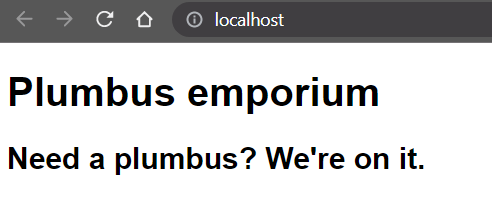 localhost
Plumbus emporium
Need a plumbus? We're on it.